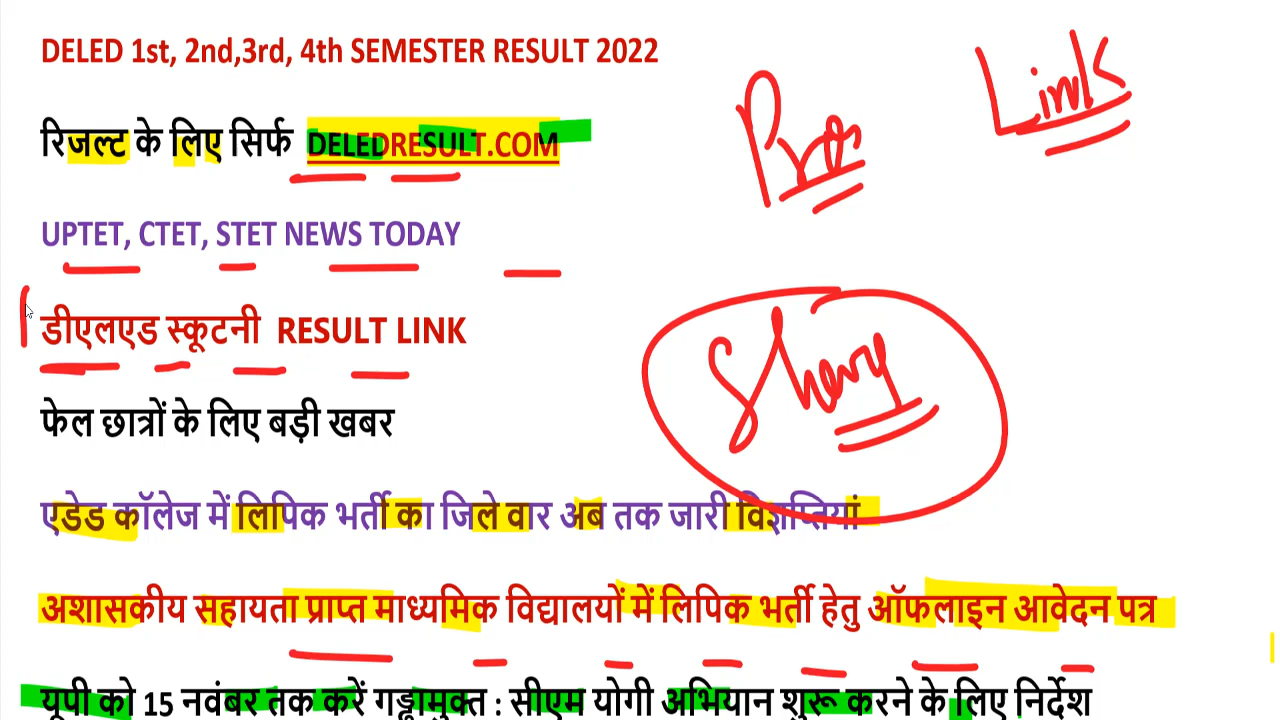 DELED 1st, 2nd,3rd, 4th SEMESTER RESULT 2022
Link
रिजल्ट के लिए सिर्फ DELEDRESULT.COM
UPTET, CTET, STET NEWS TODAY
डीएलएड स्कूटनी RESULT LINK
फेल छात्रों के लिए बड़ी खबर
एडेड कॉलेज में लिपिक भर्ती का जिले वार अब तक जारी विज्ञप्तियां
अशासकीय सहायता प्राप्त माध्यमिक विद्यालयों में लिपिक भर्ती हेतु ऑफलाइन आवेदन पत्र
यूपी को 15 नवंबर तक करें गड्ढामुक्त : सीएम योगी अभियान शुरू करने के लिए निर्देश